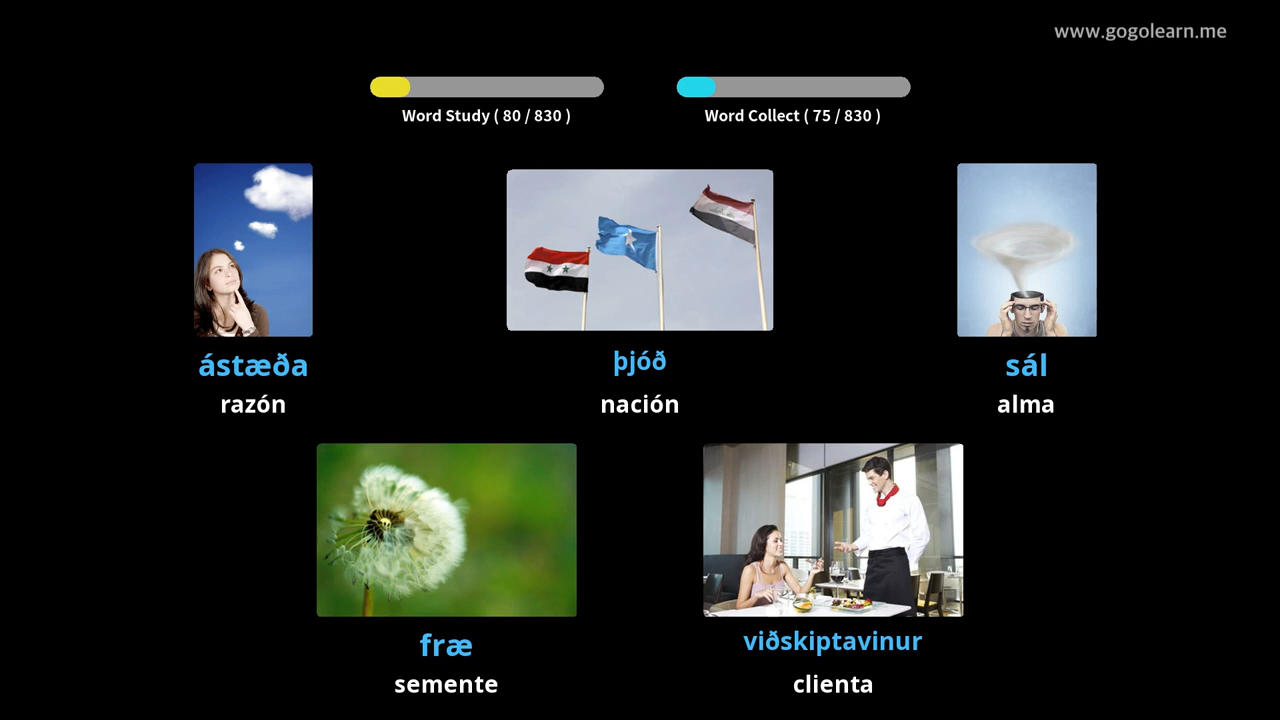 www.gogolearn.me
Word Study ( 80 / 830 )
Word Collect ( 75 / 830 )
ástæða
razón
þjóð
nación
sál
alma
fræ
semente
viðskiptavinur
clienta